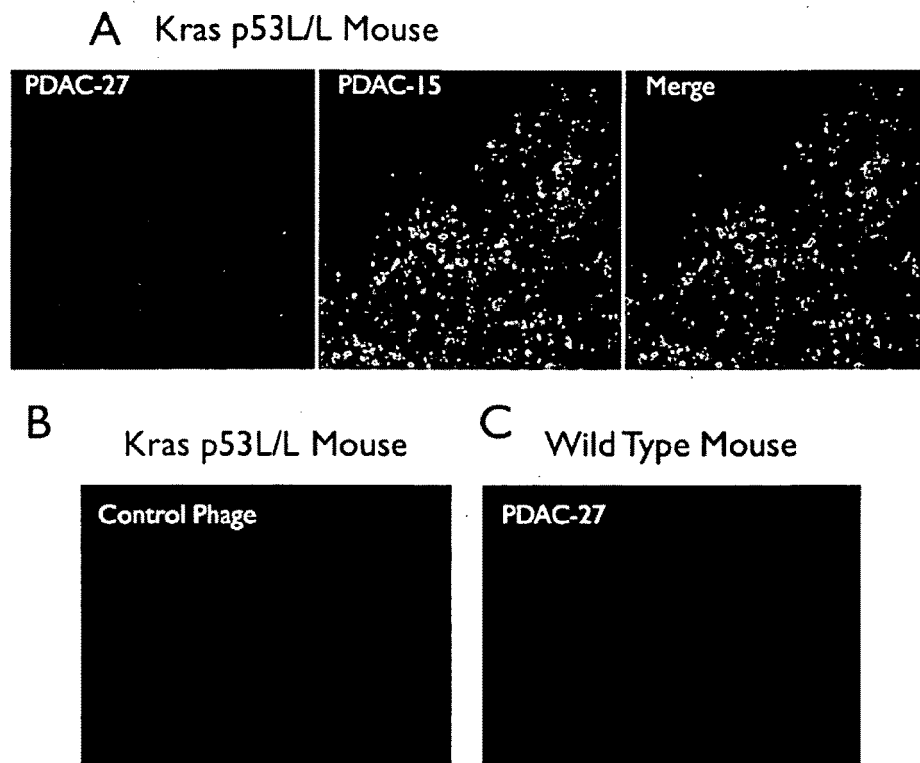 A Kras p53L/L Mouse
PDAC-27
PDAC-15
Merge
B Kras p53L/L Mouse
C Wild Type Mouse
Control Phage
PDAC-27